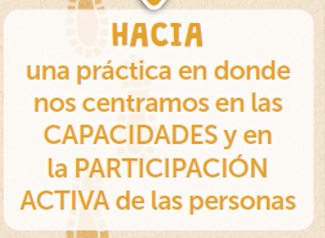 HACIA
una práctica en donde
nos centramos en las
CAPACIDADES y en
la PARTICIPACIÓN
ACTIVA de las personas